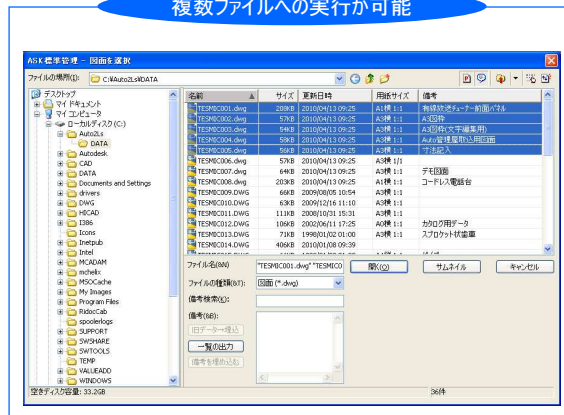 複数ファイルへの実行が可能
ASK標準管理 - 図面を選択
ファイルの場所(I): C:¥Auto2Ls¥DATA
デスクトップ
マイ ドキュメント
マイ コンピュータ
ローカルディスク (C:)
Auto2Ls
DATA
Autodesk
CAD
DATA
Documents and Settings
drivers
DWG
HICAD
I386
Icons
Inetpub
Intel
MCADAM
mchelix
MSOCache
My Images
Program Files
RidocCab
spoolerlogs
SUPPORT
SWSHARE
SWTOOLS
TEMP
VALUEADD
WINDOWS
名前 サイズ 更新日時 用紙サイズ 備考
TESMIC001.dwg 208KB 2010/04/13 09:25 A1横 1:1 有線放送チューナー前面パネル
TESMIC002.dwg 57KB 2010/04/13 09:25 A3横 1:1 A3図枠
TESMIC003.dwg 54KB 2010/04/13 09:25 A3横 1:1 A3図枠(文字編集用)
TESMIC004.dwg 58KB 2010/04/13 09:25 A3横 1:1 Auto管理屋取込用図面
TESMIC005.dwg 56KB 2010/04/13 09:25 A3横 1:1 寸法記入
TESMIC006.dwg 57KB 2010/04/13 09:25 A3横 1/1
TESMIC007.dwg 64KB 2010/04/13 09:25 A3横 1:1 デモ図面
TESMIC008.dwg 203KB 2010/04/13 09:25 A1横 1:1 コードレス電話台
TESMIC009.DWG 66KB 2009/08/05 10:54 A3横 1:1
TESMIC010.DWG 63KB 2009/12/16 11:10 A3横 1:1
TESMIC011.DWG 111KB 2008/10/31 15:31 A3横 1:1
TESMIC012.DWG 106KB 2002/06/11 17:25 A0横 1:1 カタログ用データ
TESMIC013.DWG 71KB 1998/01/02 01:00 A3横 1:1 スプロケット状歯車
TESMIC014.DWG 406KB 2010/01/08 09:39
ファイル名(&N) "TESMIC001.dwg" "TESMIC0 開く(O) サムネイル キャンセル
ファイルの種類(&T): 図面 (*.dwg)
備考検索(K):
備考(&B):
旧データ→埋込
一覧の出力
備考を埋め込む
空きディスク容量: 33.2GB 36件